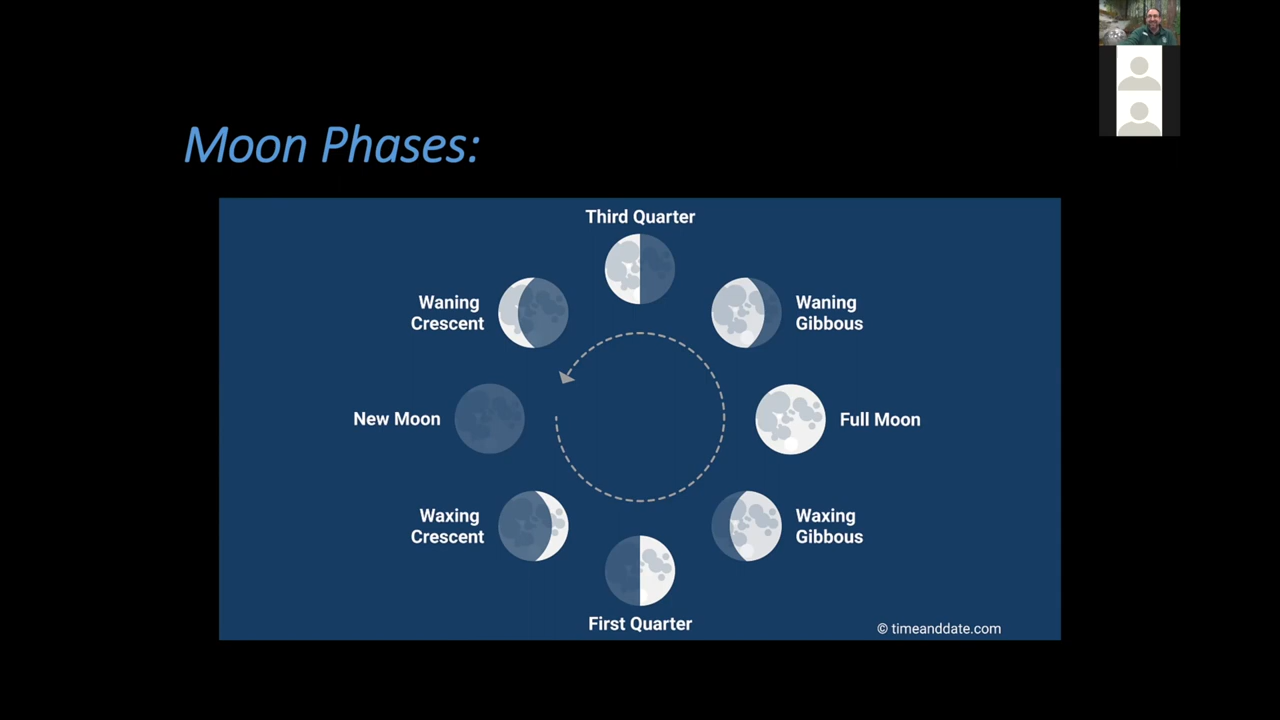 Moon Phases:
Third Quarter
Waning
Crescent
Waning
Gibbous
New Moon
Full Moon
Waxing
Crescent
Waxing
Gibbous
First Quarter
© timeanddate.com